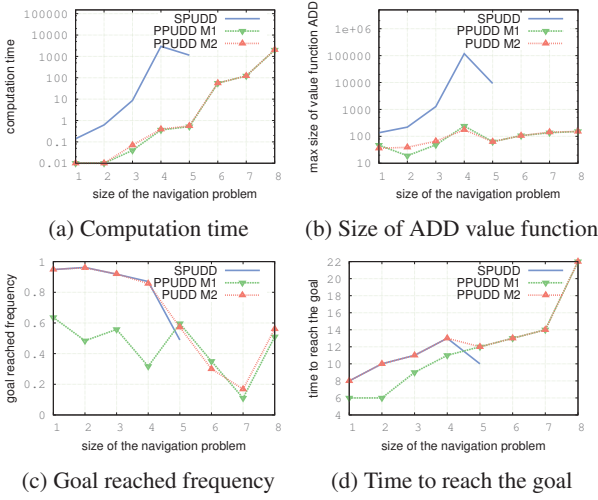 100000
10000
1000
100
10
1
0.1
0.01
computation time
SPUDD
PPUDD M1
PUDD M2
1 2 3 4 5 6 7 8
size of the navigation problem
(a) Computation time
1e+06
100000
10000
1000
100
10
max size of value function ADD
SPUDD
PPUDD M1
PUDD M2
1 2 3 4 5 6 7 8
size of the navigation problem
(b) Size of ADD value function
1
0.8
0.6
0.4
0.2
0
goal reached frequency
SPUDD
PPUDD M1
PUDD M2
1 2 3 4 5 6 7 8
size of the navigation problem
(c) Goal reached frequency
22
20
18
16
14
12
10
8
6
4
time to reach the goal
SPUDD
PPUDD M1
PPUDD M2
1 2 3 4 5 6 7 8
size of the navigation problem
(d) Time to reach the goal